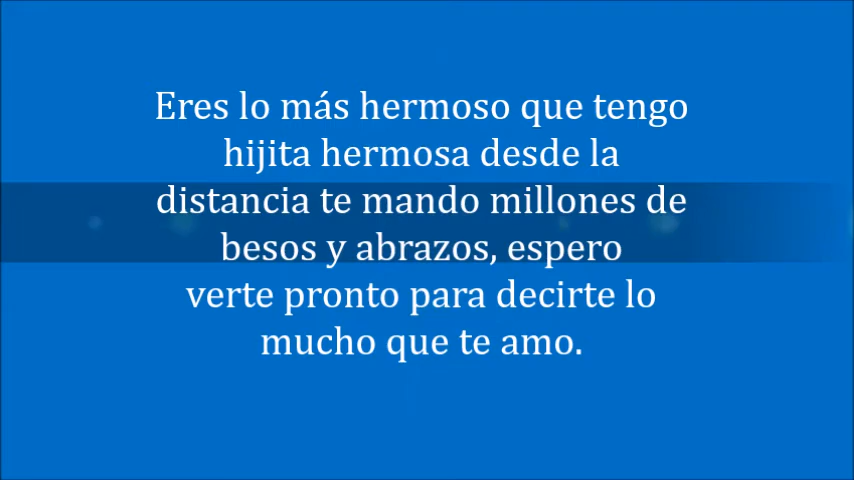 Eres lo más hermoso que tengo
hijita hermosa desde la
distancia te mando millones de
besos y abrazos, espero
verte pronto para decirte lo
mucho que te amo.